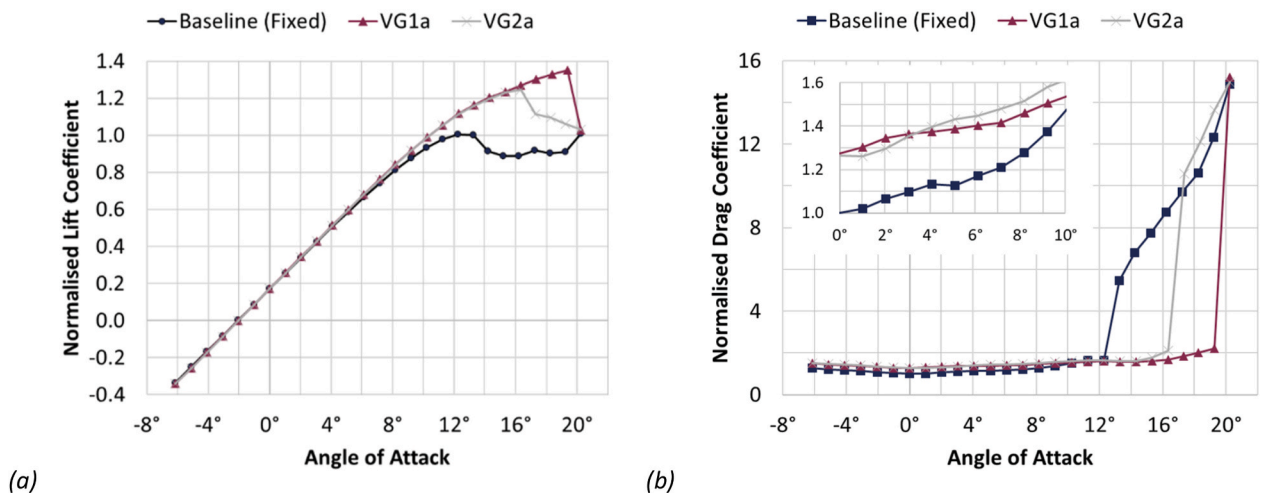 Baseline (Fixed) VG1a VG2a
1.4
1.2
1.0
0.8
0.6
0.4
0.2
0.0
-0.2
-0.4
Normalised Lift Coefficient
-8° -4° 0° 4° 8° 12° 16° 20°
Angle of Attack
(a)
Baseline (Fixed) VG1a VG2a
16
12
8
4
0
Normalised Drag Coefficient
1.6
1.4
1.2
1.0
0° 2° 4° 6° 8° 10°
-8° -4° 0° 4° 8° 12° 16° 20°
Angle of Attack
(b)